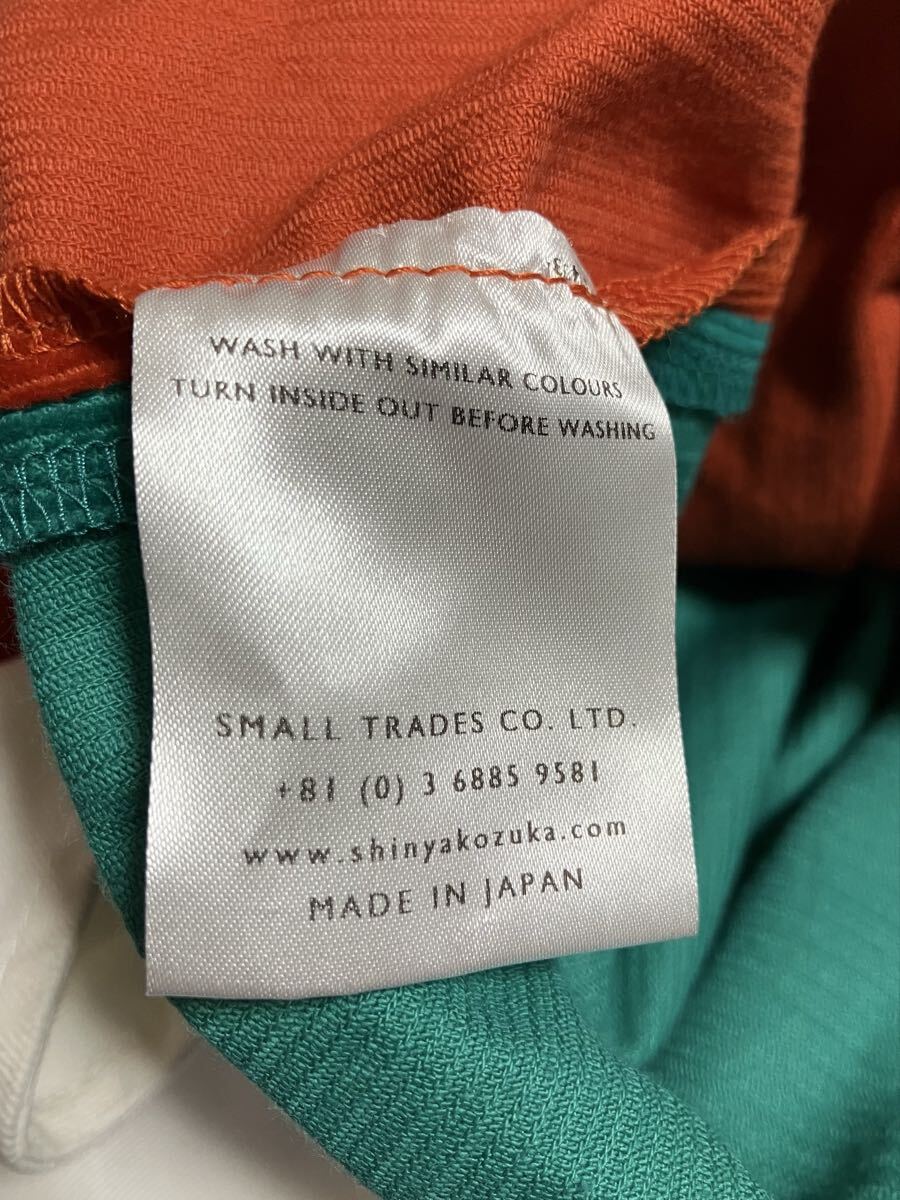 WASH WITH SIMILAR COLOURS
TURN INSIDE OUT BEFORE WASHING
SMALL TRADES CO. LTD.
+81 (0) 3 6885 9581
www.shinyakozuka.com
MADE IN JAPAN